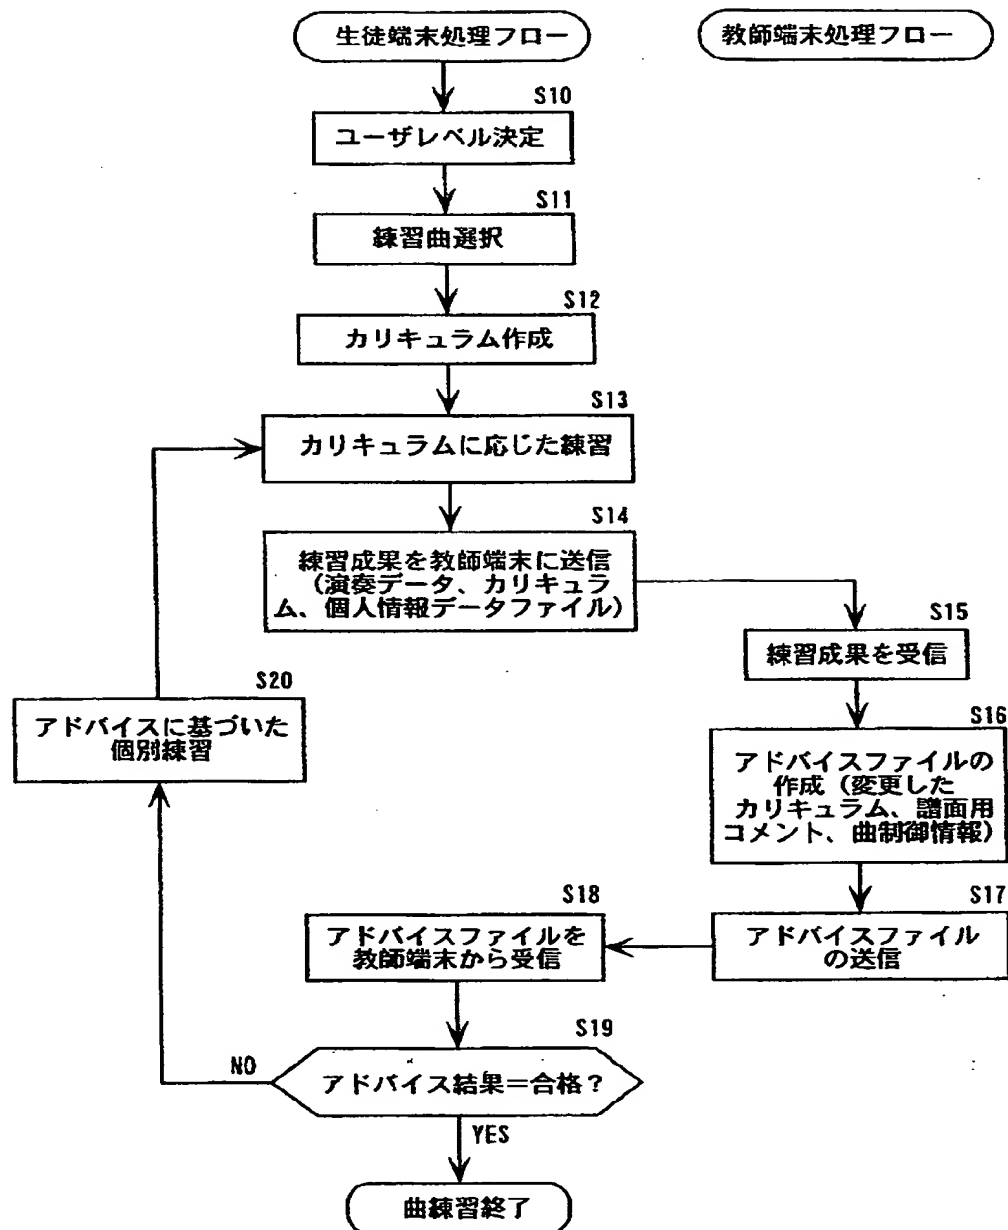 生徒端末処理フロー
教師端末処理フロー
S10
ユーザレベル決定
S11
練習曲選択
S12
カリキュラム作成
S13
カリキュラムに応じた練習
S14
練習成果を教師端末に送信
(演奏データ、カリキュラ
ム、個人情報データファイル)
S15
練習成果を受信
S16
アドバイスファイルの
作成(変更した
カリキュラム、譜面用
コメント、曲制御情報)
S17
アドバイスファイル
の送信
S18
アドバイスファイルを
教師端末から受信
S19
アドバイス結果=合格?
NO
YES
S20
アドバイスに基づいた
個別練習
曲練習終了